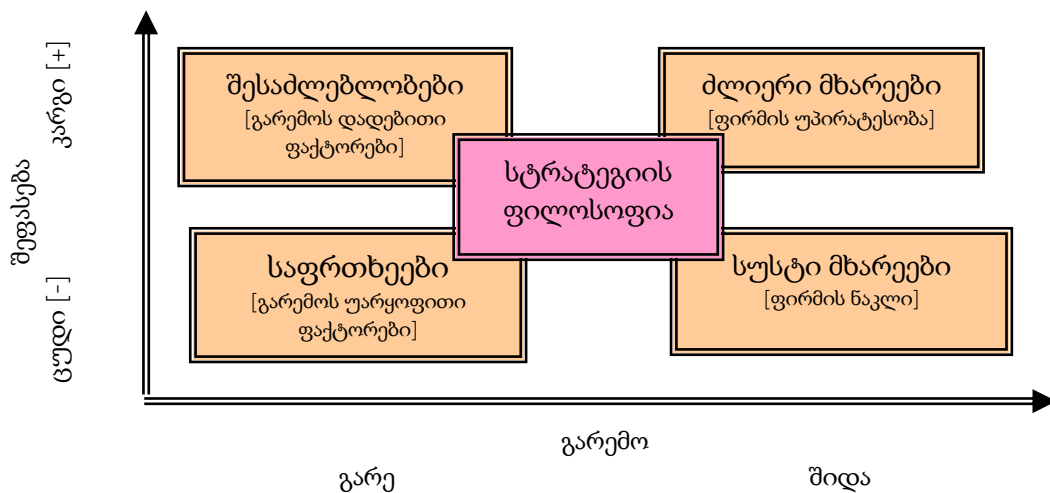 შეფასება
კარგი [+]
ცუდი [-]
შესაძლებლობები
[გარემოს დადებითი
ფაქტორები]
ძლიერი მხარეები
[ფირმის უპირატესობა]
სტრატეგიის
ფილოსოფია
საფრთხეები
[გარემოს უარყოფითი
ფაქტორები]
სუსტი მხარეები
[ფირმის ნაკლი]
გარემო
გარე
შიდა